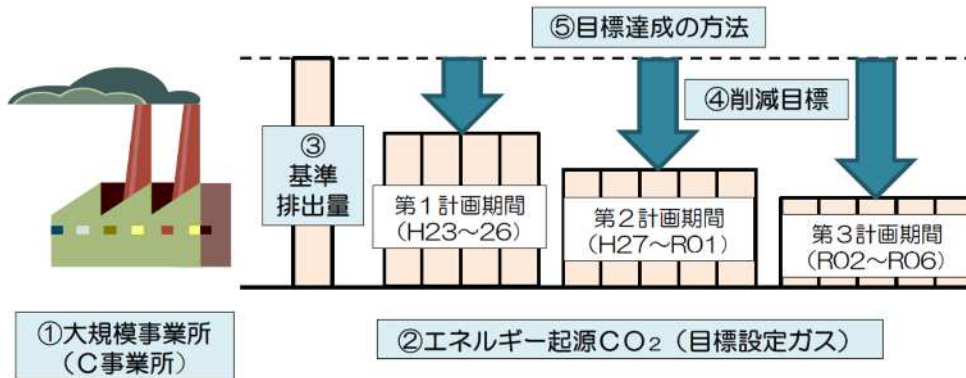 ⑤目標達成の方法
④削減目標
③
基準
排出量
第1計画期間
（H23～26）
第2計画期間
（H27～R01）
第3計画期間
（R02～R06）
①大規模事業所
（C事業所）
②エネルギー起源CO₂（目標設定ガス）